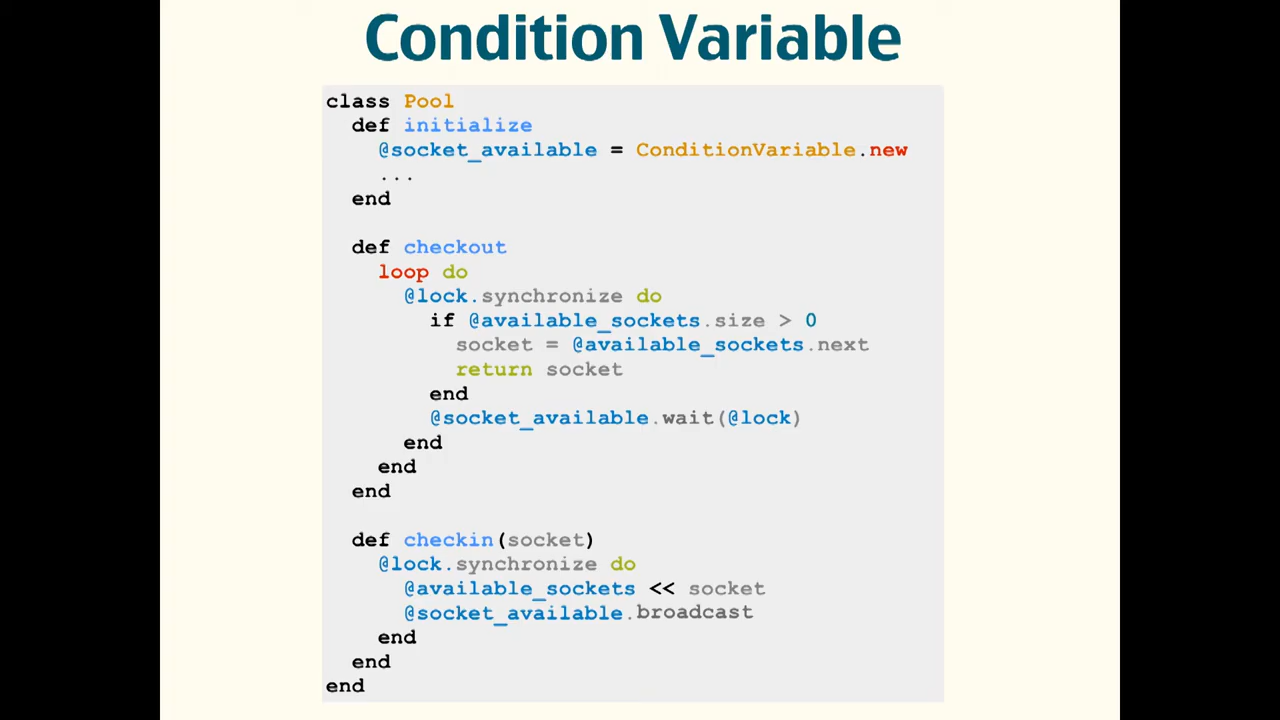 Condition Variable
class Pool
  def initialize
    @socket_available = ConditionVariable.new
    ...
  end

  def checkout
    loop do
      @lock.synchronize do
        if @available_sockets.size > 0
          socket = @available_sockets.next
          return socket
        end
        @socket_available.wait(@lock)
      end
    end
  end

  def checkin(socket)
    @lock.synchronize do
      @available_sockets << socket
      @socket_available.broadcast
    end
  end
end